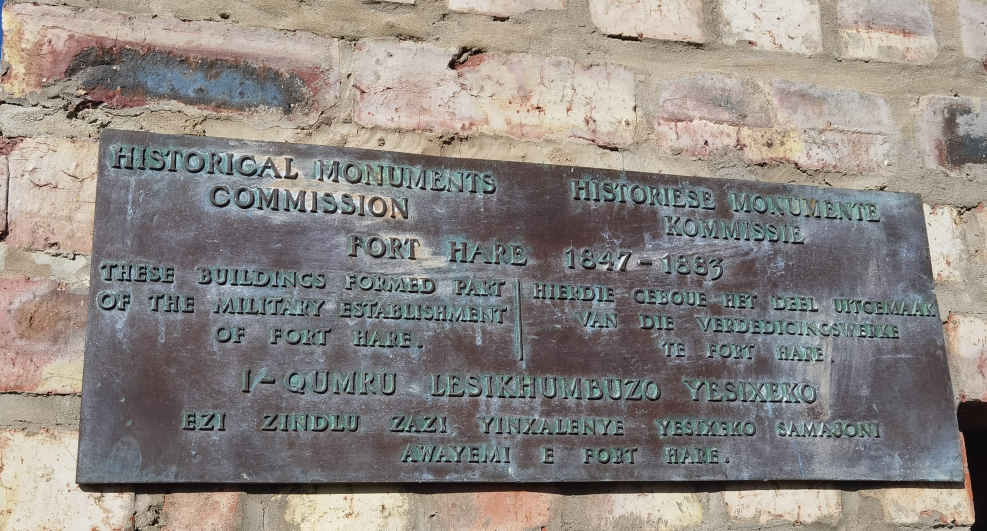 HISTORICAL MONUMENTS
COMMISSION
HISTORIESE MONUMENTE
KOMMISSIE
FORT HARE 1847-1883
THESE BUILDINGS FORMED PART
OF THE MILITARY ESTABLISHMENT
OF FORT HARE.
HIERDIE GEBOUE HET DEEL UITGEMAAK
VAN DIE VERDEDIGINGSWERKE
TE FORT HARE.
I-QUMRU LESIKHUMBUZO YESIXEKO
EZI ZINDLU ZAZI YINXALENYE YESIXEKO SAMAJONI
AWAYEMI E FORT HARE.